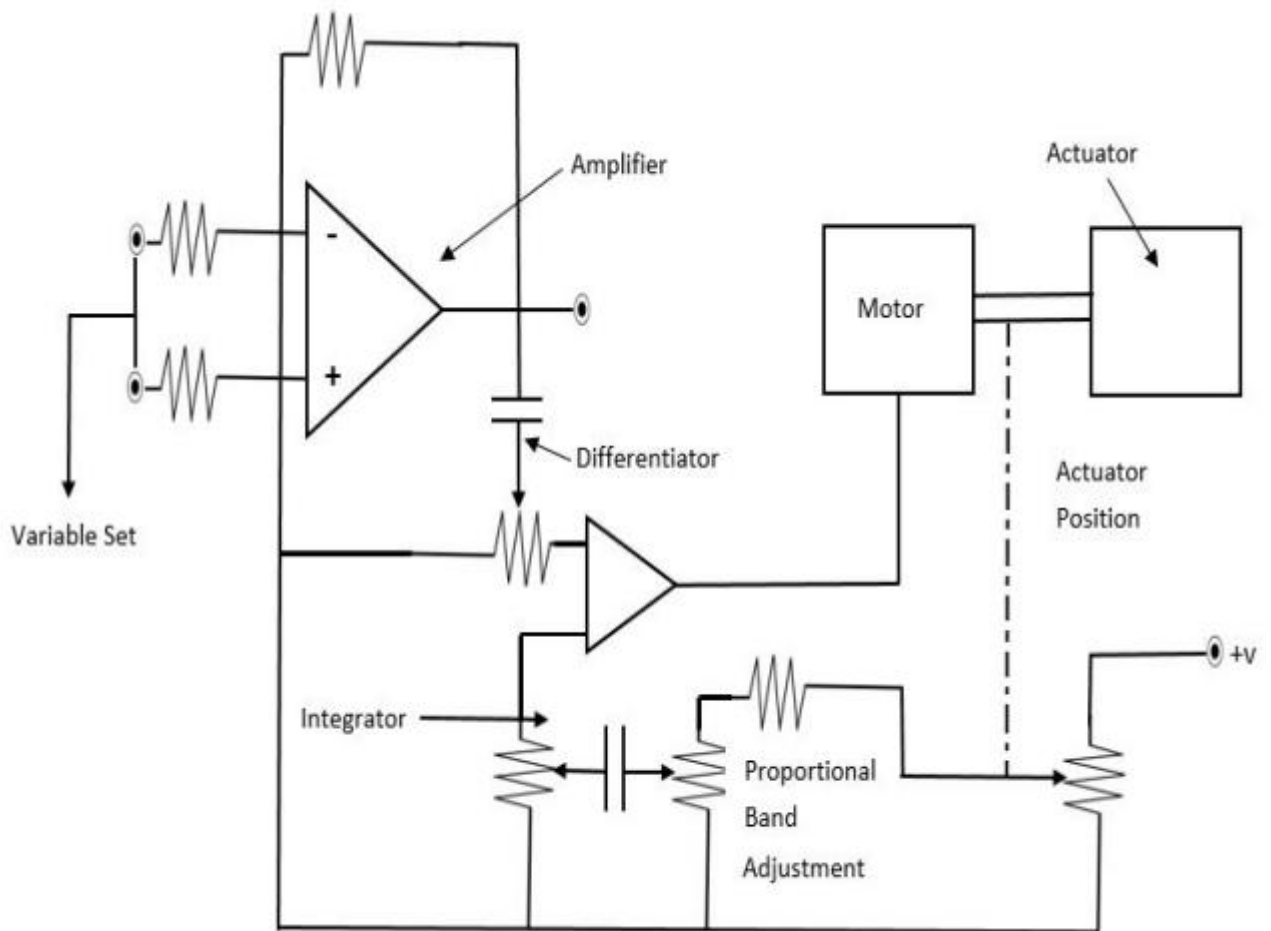 Amplifier
Actuator
-
Motor
+
Differentiator
Actuator
Position
Variable Set
+v
Integrator
Proportional
Band
Adjustment